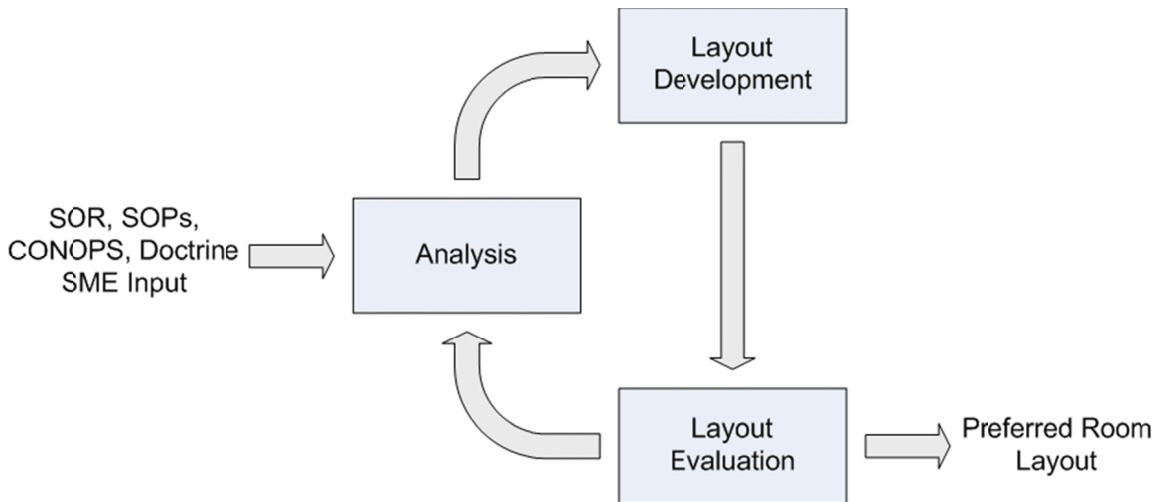 Layout
Development
SOR, SOPs,
CONOPS, Doctrine
SME Input
Analysis
Layout
Evaluation
Preferred Room
Layout